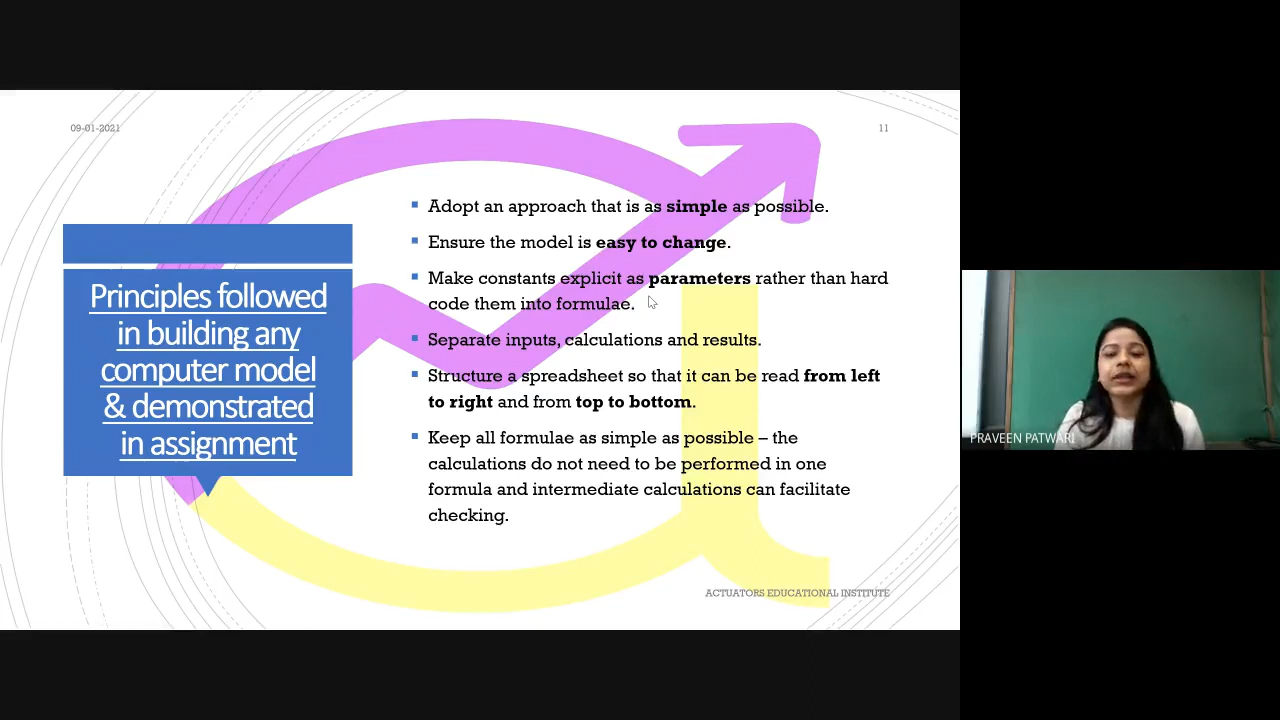 09-01-2021
11
Principles followed
in building any
computer model
& demonstrated
in assignment
Adopt an approach that is as simple as possible.
Ensure the model is easy to change.
Make constants explicit as parameters rather than hard
code them into formulae.
Separate inputs, calculations and results.
Structure a spreadsheet so that it can be read from left
to right and from top to bottom.
Keep all formulae as simple as possible – the
calculations do not need to be performed in one
formula and intermediate calculations can facilitate
checking.
ACTUATORS EDUCATIONAL INSTITUTE
PRAVEEN PATWARI